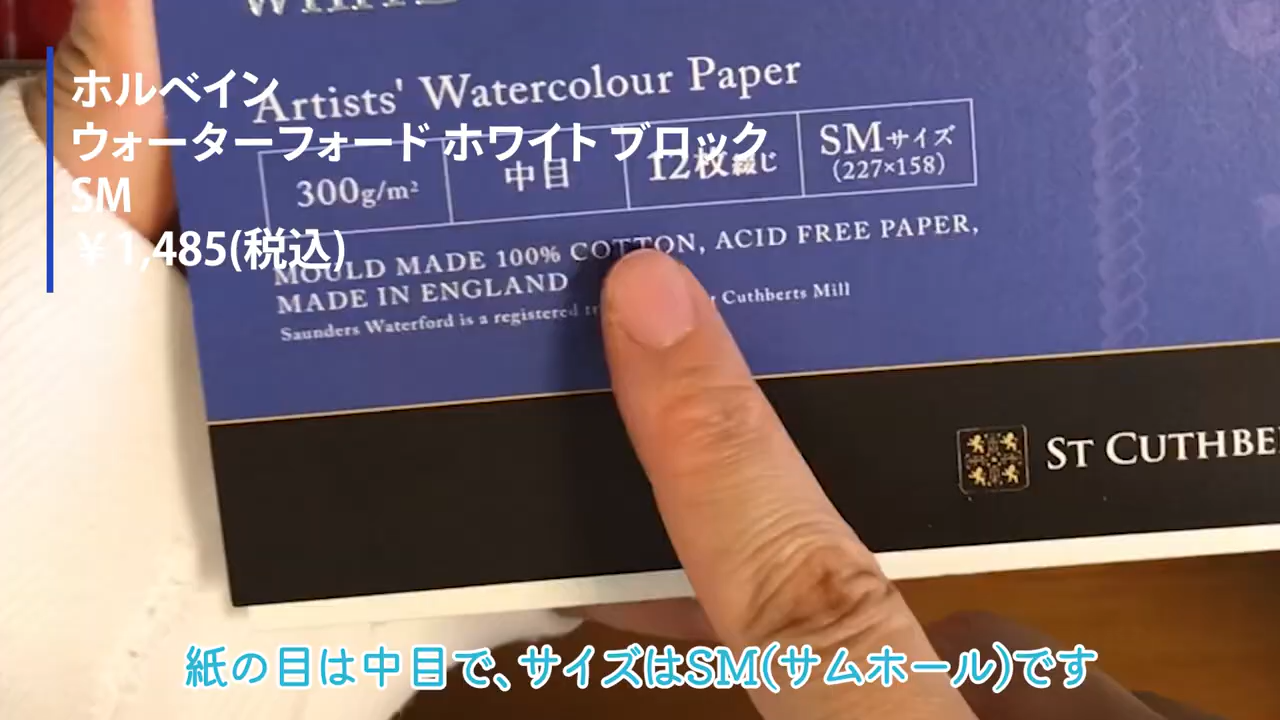 WHITE
Artists' Watercolour Paper
ホルベイン
ウォーターフォード ホワイト ブロック
SM
￥1,485(税込)
300g/m²
中目
12枚綴じ
SMサイズ
(227×158)
MOULD MADE 100% COTTON, ACID FREE PAPER,
MADE IN ENGLAND
Saunders Waterford is a registered Cuthberts Mill
ST CUTHBE
紙の目は中目で、サイズはSM(サムホール)です